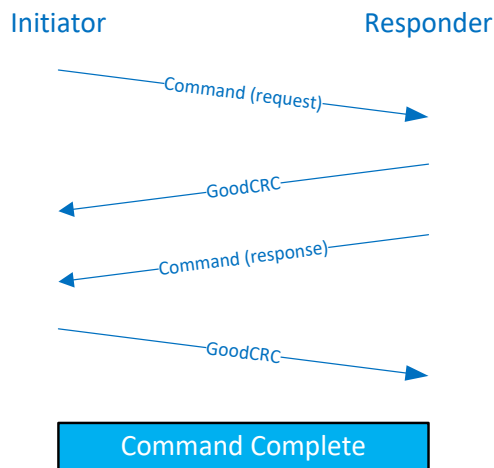 Initiator
Responder
Command (request)
GoodCRC
Command (response)
GoodCRC
Command Complete